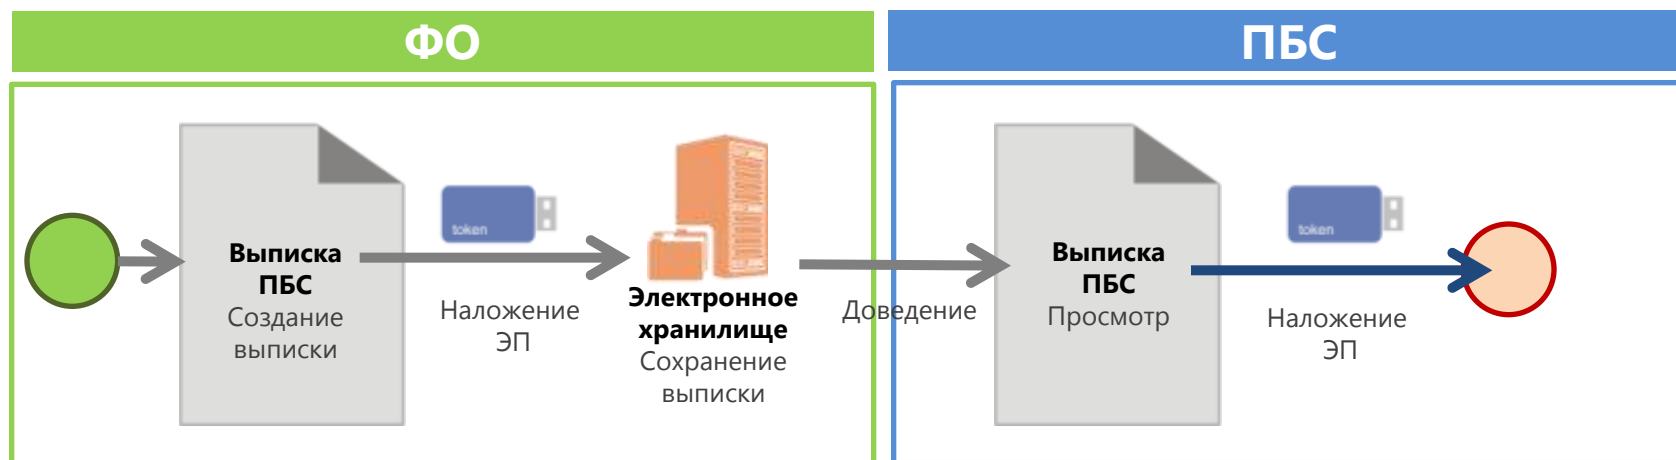 ФО
ПБС
token
token
Выписка
ПБС
Создание
выписки
Наложение
ЭП
Электронное
хранилище
Сохранение
выписки
Доведение
Выписка
ПБС
Просмотр
Наложение
ЭП